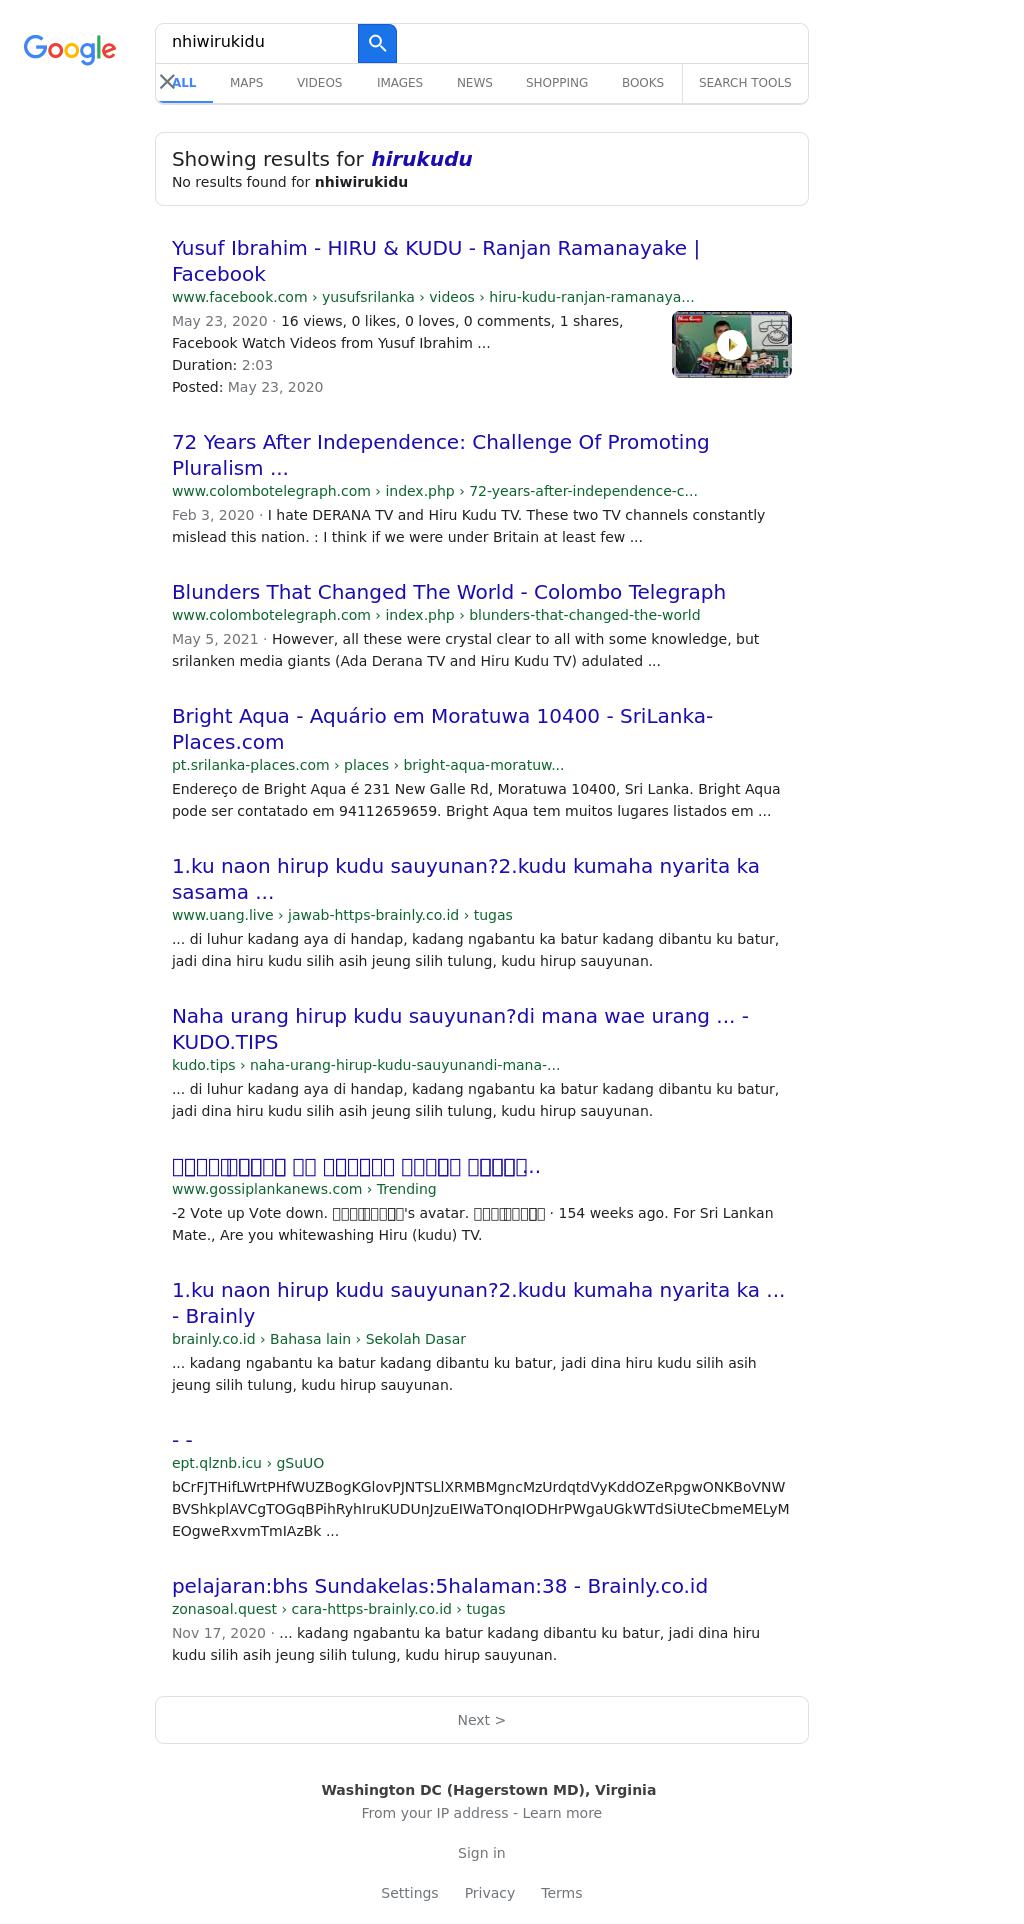 Google
nhiwirukidu
ALL MAPS VIDEOS IMAGES NEWS SHOPPING BOOKS SEARCH TOOLS
Showing results for hirukudu
No results found for nhiwirukidu
Yusuf Ibrahim - HIRU & KUDU - Ranjan Ramanayake |
Facebook
www.facebook.com › yusufsrilanka › videos › hiru-kudu-ranjan-ramanaya...
May 23, 2020 · 16 views, 0 likes, 0 loves, 0 comments, 1 shares,
Facebook Watch Videos from Yusuf Ibrahim ...
Duration: 2:03
Posted: May 23, 2020
72 Years After Independence: Challenge Of Promoting
Pluralism ...
www.colombotelegraph.com › index.php › 72-years-after-independence-c...
Feb 3, 2020 · I hate DERANA TV and Hiru Kudu TV. These two TV channels constantly
mislead this nation. : I think if we were under Britain at least few ...
Blunders That Changed The World - Colombo Telegraph
www.colombotelegraph.com › index.php › blunders-that-changed-the-world
May 5, 2021 · However, all these were crystal clear to all with some knowledge, but
srilanken media giants (Ada Derana TV and Hiru Kudu TV) adulated ...
Bright Aqua - Aquário em Moratuwa 10400 - SriLanka-
Places.com
pt.srilanka-places.com › places › bright-aqua-moratuw...
Endereço de Bright Aqua é 231 New Galle Rd, Moratuwa 10400, Sri Lanka. Bright Aqua
pode ser contatado em 94112659659. Bright Aqua tem muitos lugares listados em ...
1.ku naon hirup kudu sauyunan?2.kudu kumaha nyarita ka
sasama ...
www.uang.live › jawab-https-brainly.co.id › tugas
... di luhur kadang aya di handap, kadang ngabantu ka batur kadang dibantu ku batur,
jadi dina hiru kudu silih asih jeung silih tulung, kudu hirup sauyunan.
Naha urang hirup kudu sauyunan?di mana wae urang ... -
KUDO.TIPS
kudo.tips › naha-urang-hirup-kudu-sauyunandi-mana-...
... di luhur kadang aya di handap, kadang ngabantu ka batur kadang dibantu ku batur,
jadi dina hiru kudu silih asih jeung silih tulung, kudu hirup sauyunan.
...
www.gossiplankanews.com › Trending
-2 Vote up Vote down. 's avatar. · 154 weeks ago. For Sri Lankan
Mate., Are you whitewashing Hiru (kudu) TV.
1.ku naon hirup kudu sauyunan?2.kudu kumaha nyarita ka ...
- Brainly
brainly.co.id › Bahasa lain › Sekolah Dasar
... kadang ngabantu ka batur kadang dibantu ku batur, jadi dina hiru kudu silih asih
jeung silih tulung, kudu hirup sauyunan.
- -
ept.qlznb.icu › gSuUO
bCrFJTHifLWrtPHfWUZBogKGlovPJNTSLlXRMBMgncMzUrdqtdVyKddOZeRpgwONKBoVNW
BVShkplAVCgTOGqBPihRyhIruKUDUnJzuEIWaTOnqIODHrPWgaUGkWTdSiUteCbmeMELyM
EOgweRxvmTmIAzBk ...
pelajaran:bhs Sundakelas:5halaman:38 - Brainly.co.id
zonasoal.quest › cara-https-brainly.co.id › tugas
Nov 17, 2020 · ... kadang ngabantu ka batur kadang dibantu ku batur, jadi dina hiru
kudu silih asih jeung silih tulung, kudu hirup sauyunan.
Next >
Washington DC (Hagerstown MD), Virginia
From your IP address - Learn more
Sign in
Settings Privacy Terms